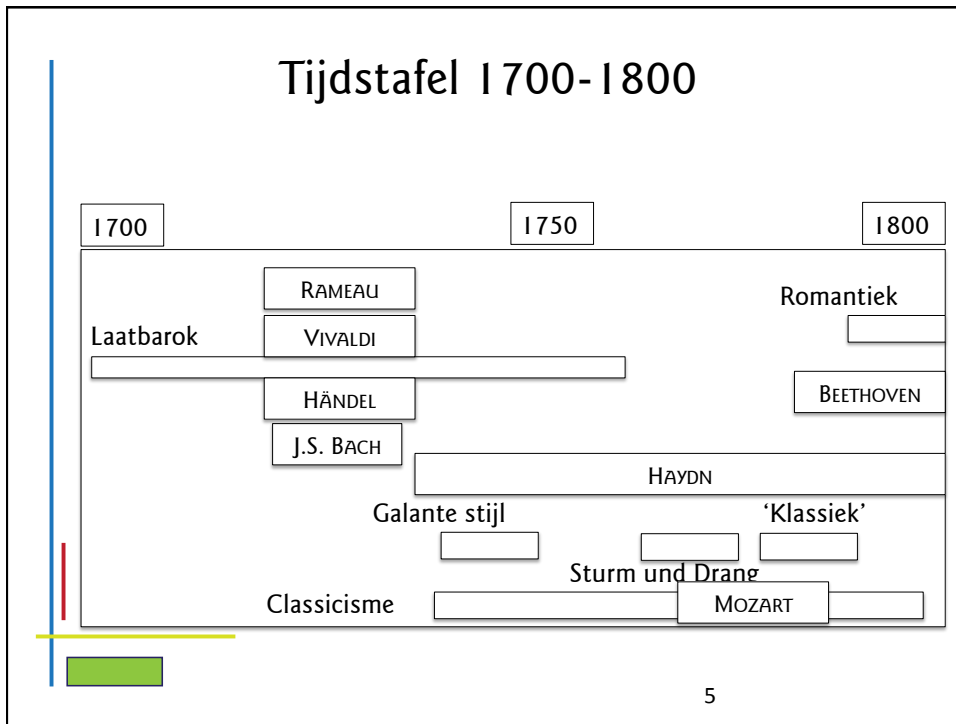 Tijdstafel 1700-1800
1700
1750
1800
RAMEAU
Romantiek
Laatbarok
VIVALDI
HÄNDEL
BEETHOVEN
J.S. BACH
HAYDN
Galante stijl
‘Klassiek’
Sturm und Drang
Classicisme
MOZART
5